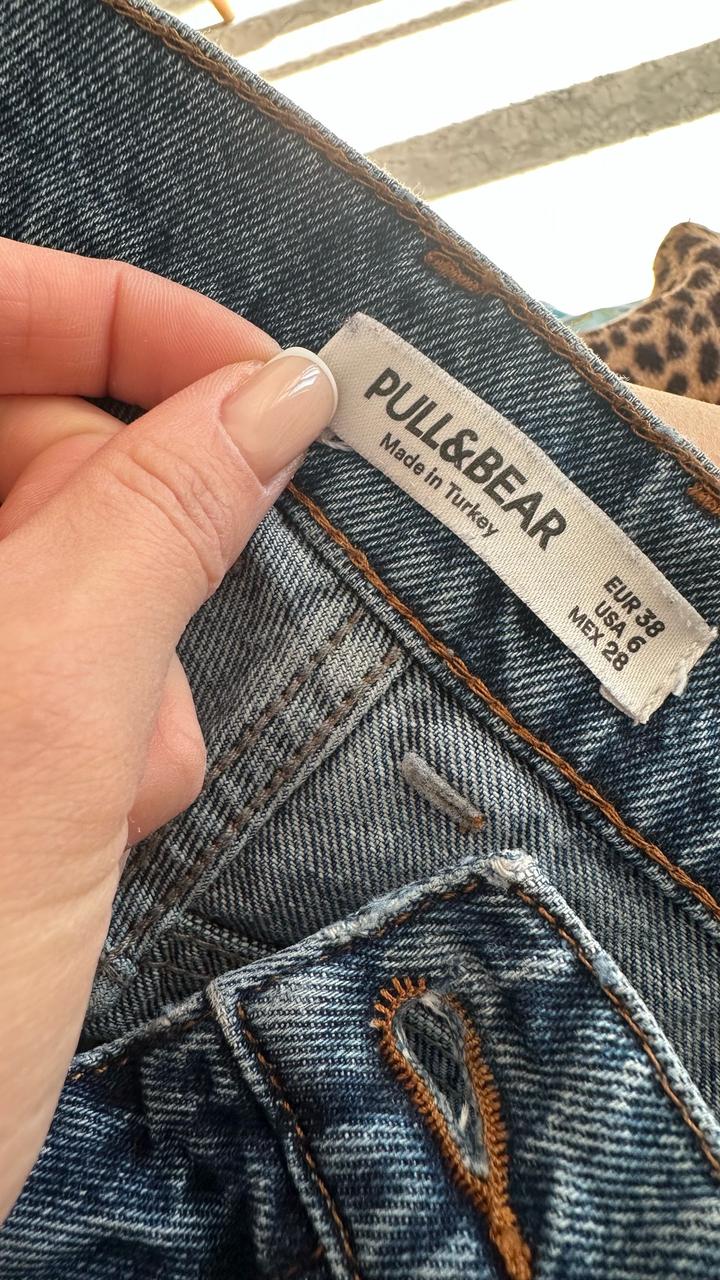 PULL&BEAR
Made in Turkey
EUR 38
USA 6
MEX 28